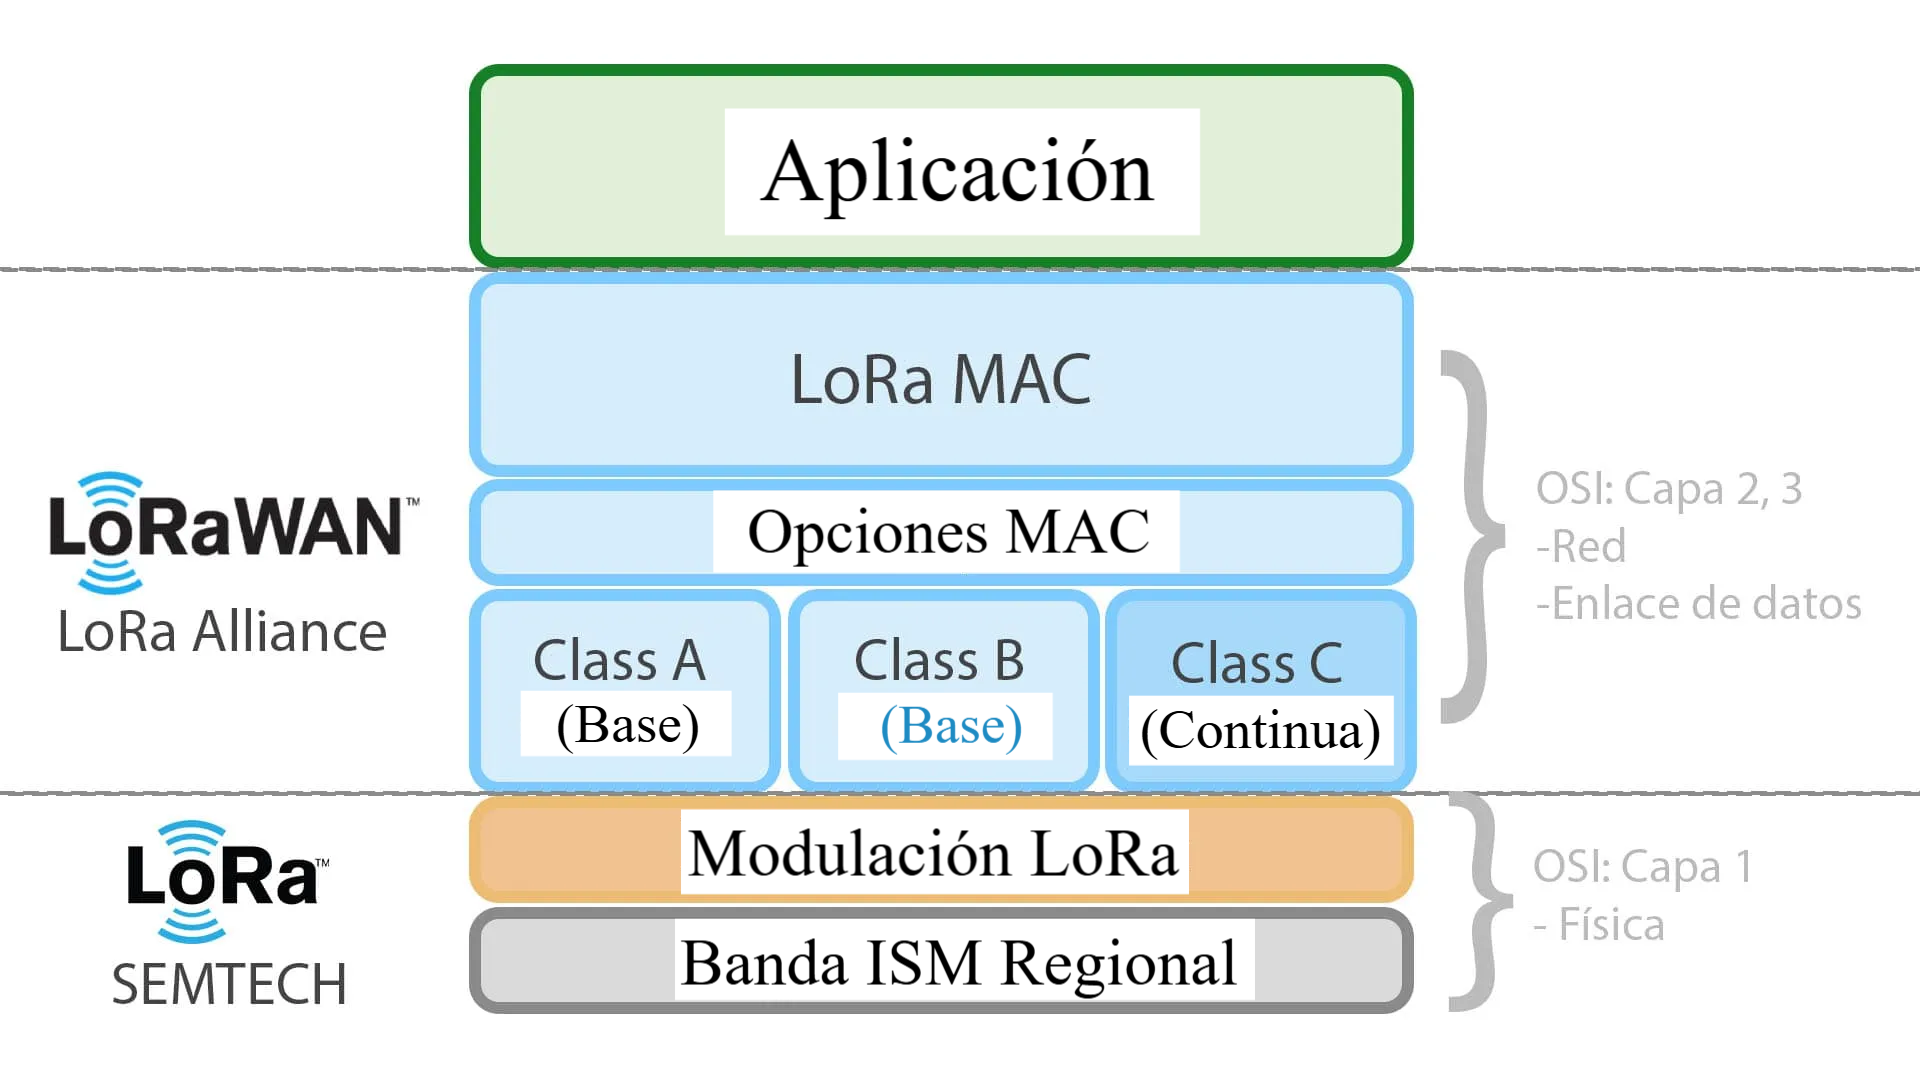 Aplicación
LoRa MAC
Opciones MAC
LoRaWAN™
LoRa Alliance
Class A
(Base)
Class B
(Base)
Class C
(Continua)
OSI: Capa 2, 3
-Red
-Enlace de datos
Modulación LoRa
Banda ISM Regional
LoRa™
SEMTECH
OSI: Capa 1
- Física